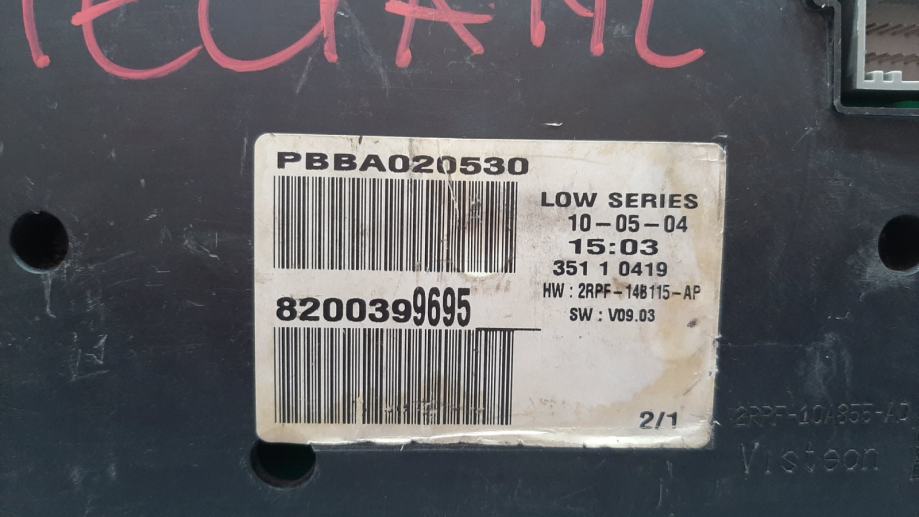 PBBA020530
LOW SERIES
10-05-04
15:03
351 1 0419
HW : 2RPF-14B115-AP
SW : V09.03
8200399695
2/1
2RPF-10A855-AD
Visteon